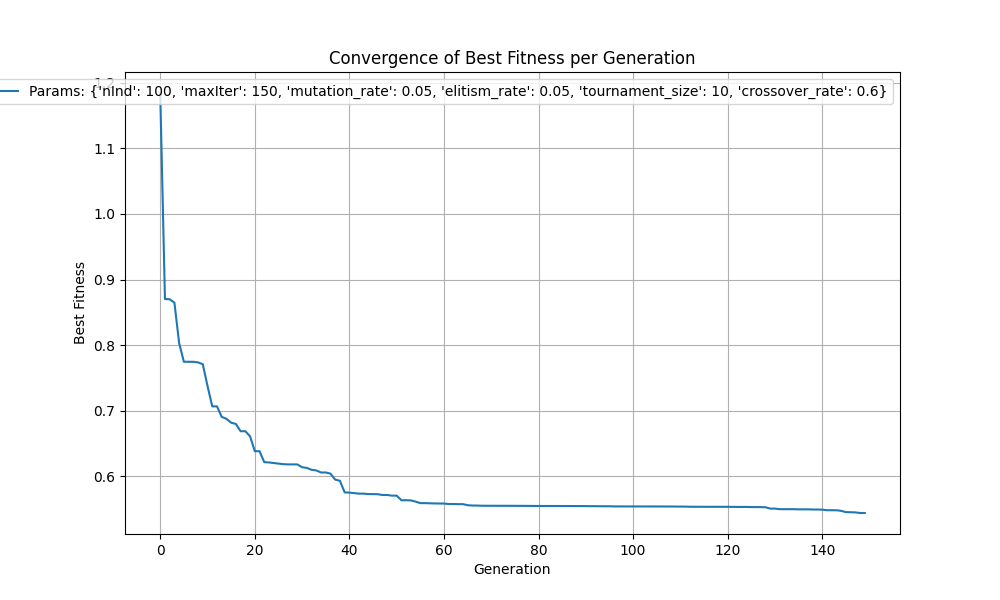 Convergence of Best Fitness per Generation
Params: {'nInd': 100, 'maxIter': 150, 'mutation_rate': 0.05, 'elitism_rate': 0.05, 'tournament_size': 10, 'crossover_rate': 0.6}
1.2
1.1
1.0
0.9
0.8
0.7
0.6
Best Fitness
0 20 40 60 80 100 120 140
Generation